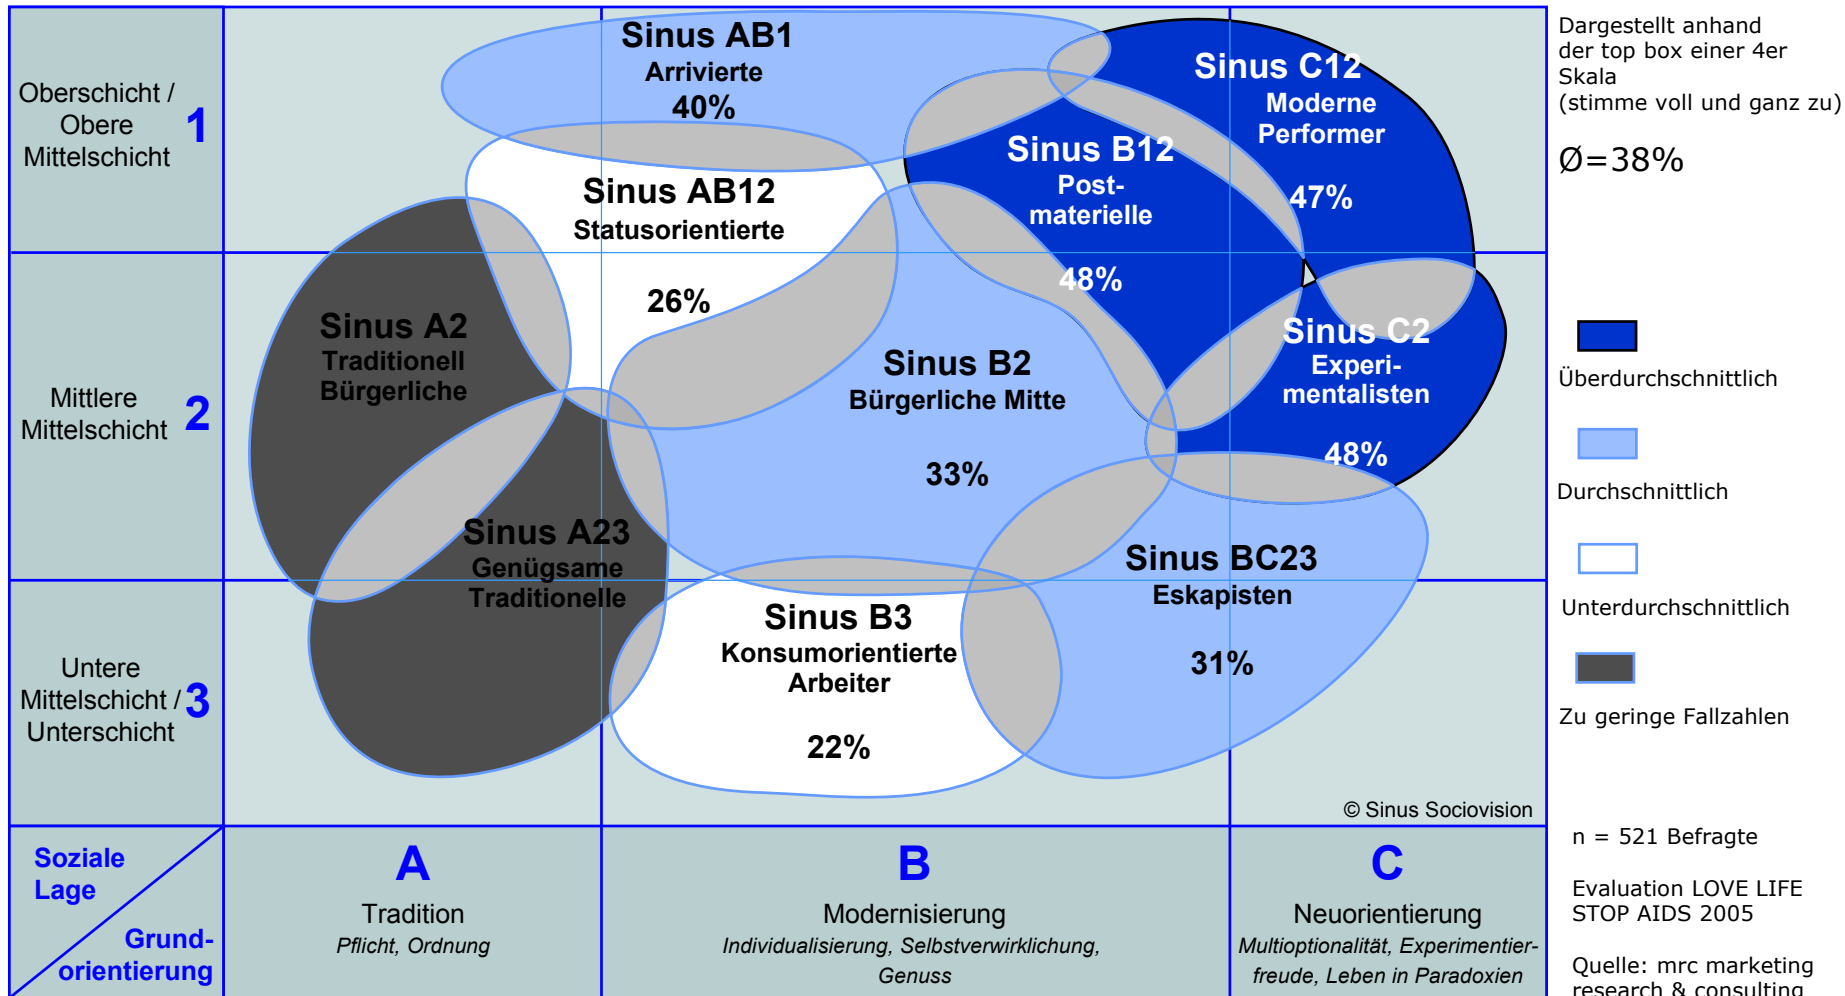 Sinus AB1
Arrivierte
40%
Sinus C12
Moderne
Performer
47%
Sinus B12
Post-
materielle
48%
Sinus AB12
Statusorientierte
26%
Sinus A2
Traditionell
Bürgerliche
Sinus B2
Bürgerliche Mitte
33%
Sinus C2
Experi-
mentalisten
48%
Sinus A23
Genügsame
Traditionelle
Sinus BC23
Eskapisten
31%
Sinus B3
Konsumorientierte
Arbeiter
22%
© Sinus Sociovision
Oberschicht /
Obere
Mittelschicht
1
Mittlere
Mittelschicht
2
Untere
Mittelschicht /
Unterschicht
3
Soziale
Lage
Grund-
orientierung
A
Tradition
Pflicht, Ordnung
B
Modernisierung
Individualisierung, Selbstverwirklichung,
Genuss
C
Neuorientierung
Multioptionalität, Experimentier-
freude, Leben in Paradoxien
Dargestellt anhand
der top box einer 4er
Skala
(stimme voll und ganz zu)
Ø=38%
Überdurchschnittlich
Durchschnittlich
Unterdurchschnittlich
Zu geringe Fallzahlen
n = 521 Befragte
Evaluation LOVE LIFE
STOP AIDS 2005
Quelle: mrc marketing
research & consulting